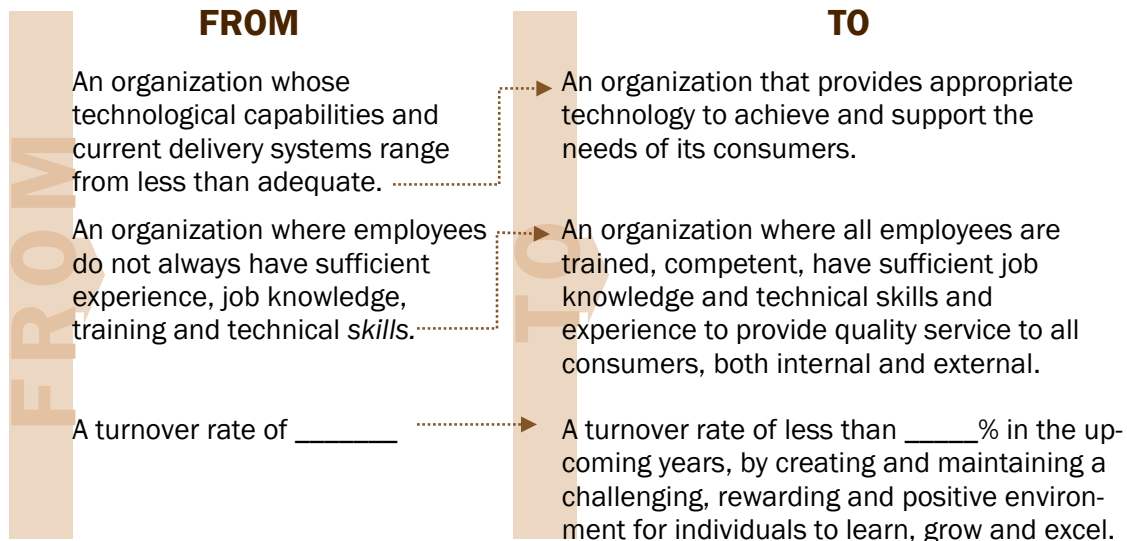 FROM
TO
An organization whose
technological capabilities and
current delivery systems range
from less than adequate.
An organization that provides appropriate
technology to achieve and support the
needs of its consumers.
An organization where employees
do not always have sufficient
experience, job knowledge,
training and technical skills.
An organization where all employees are
trained, competent, have sufficient job
knowledge and technical skills and
experience to provide quality service to all
consumers, both internal and external.
A turnover rate of _______
A turnover rate of less than _____% in the up-
coming years, by creating and maintaining a
challenging, rewarding and positive environ-
ment for individuals to learn, grow and excel.
FROM
TO